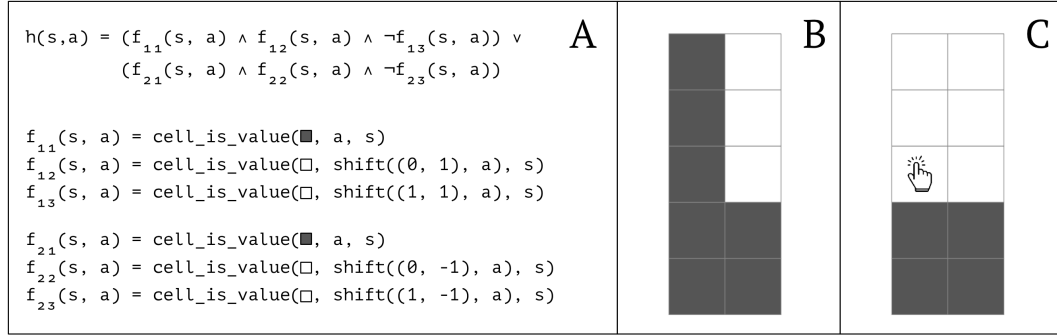 h(s,a) = (f₁₁(s, a) ∧ f₁₂(s, a) ∧ ¬f₁₃(s, a)) ∨
(f₂₁(s, a) ∧ f₂₂(s, a) ∧ ¬f₂₃(s, a))
f₁₁(s, a) = cell_is_value(■, a, s)
f₁₂(s, a) = cell_is_value(□, shift((0, 1), a), s)
f₁₃(s, a) = cell_is_value(□, shift((1, 1), a), s)
f₂₁(s, a) = cell_is_value(■, a, s)
f₂₂(s, a) = cell_is_value(□, shift((0, -1), a), s)
f₂₃(s, a) = cell_is_value(□, shift((1, -1), a), s)
A
B
C